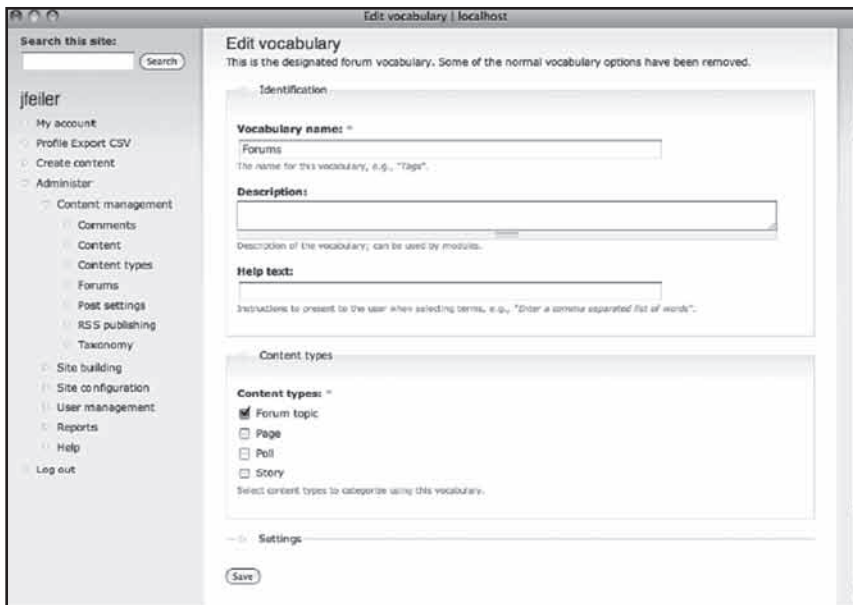 Edit vocabulary | localhost
Search this site:
Search
jfeiler
My account
Profile Export CSV
Create content
Administer
Content management
Comments
Content
Content types
Forums
Post settings
RSS publishing
Taxonomy
Site building
Site configuration
User management
Reports
Help
Log out
Edit vocabulary
This is the designated forum vocabulary. Some of the normal vocabulary options have been removed.
Identification
Vocabulary name: *
Forums
The name for this vocabulary, e.g., "Tags".
Description:
Description of the vocabulary; can be used by modules.
Help text:
Instructions to present to the user when selecting terms, e.g., "Enter a comma separated list of words".
Content types
Content types: *
Forum topic
Page
Poll
Story
Select content types to categorize using this vocabulary.
Settings
Save